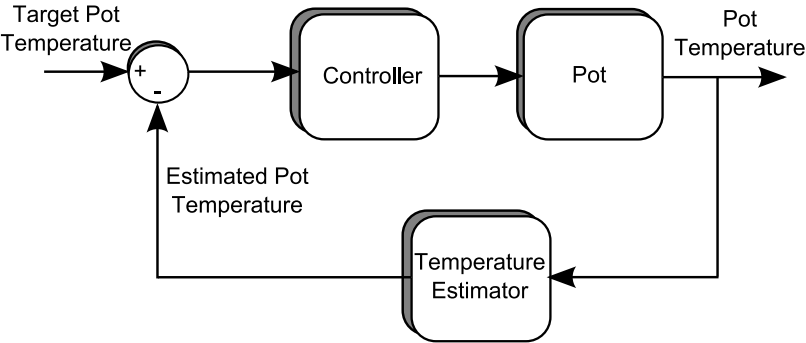 Target Pot
Temperature
+
-
Controller
Pot
Pot
Temperature
Estimated Pot
Temperature
Temperature
Estimator